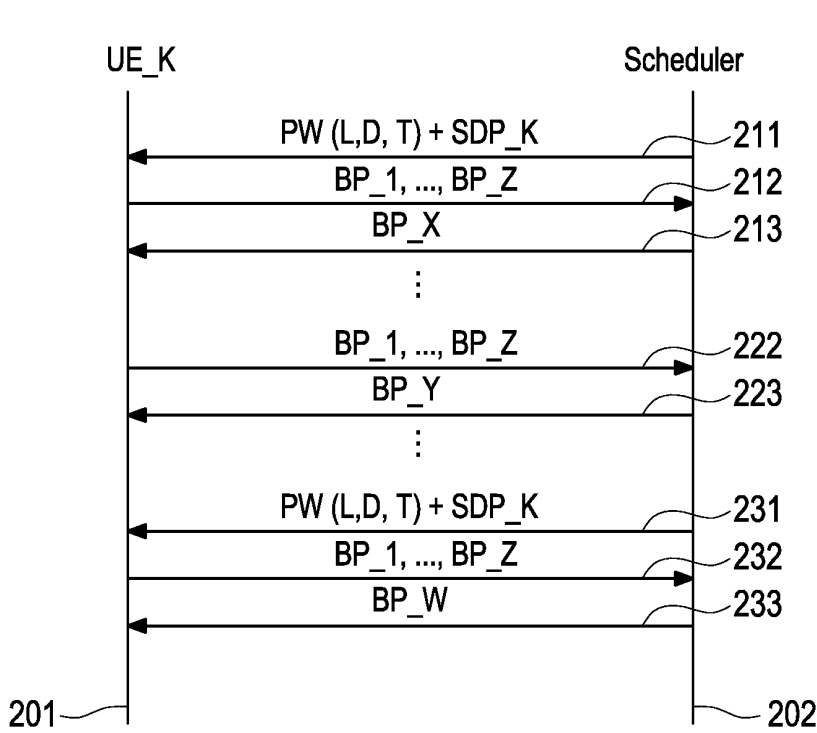 UE_K Scheduler
PW (L,D, T) + SDP_K 211
BP_1, ..., BP_Z 212
BP_X 213
⋮
BP_1, ..., BP_Z 222
BP_Y 223
⋮
PW (L,D, T) + SDP_K 231
BP_1, ..., BP_Z 232
BP_W 233
201 202